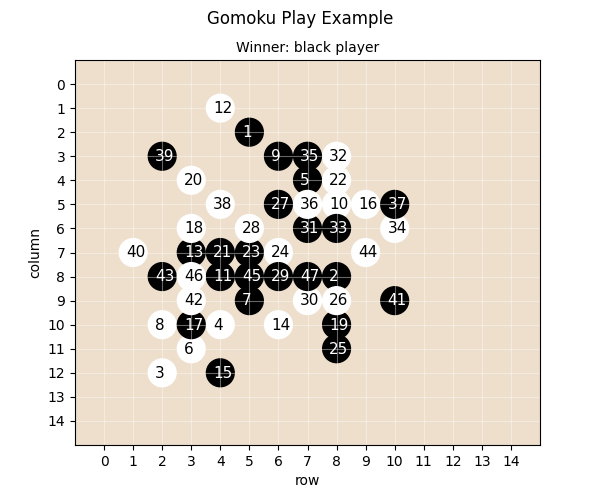 Gomoku Play Example
Winner: black player
0
1 12
2 1
3 39 9 35 32
4 20 5 22
5 38 27 36 10 16 37
6 18 28 31 33 34
column
7 40 13 21 23 24 44
8 43 46 11 45 29 47 2
9 42 7 30 26 41
10 8 17 4 14 19
11 6 25
12 3 15
13
14
0 1 2 3 4 5 6 7 8 9 10 11 12 13 14
row